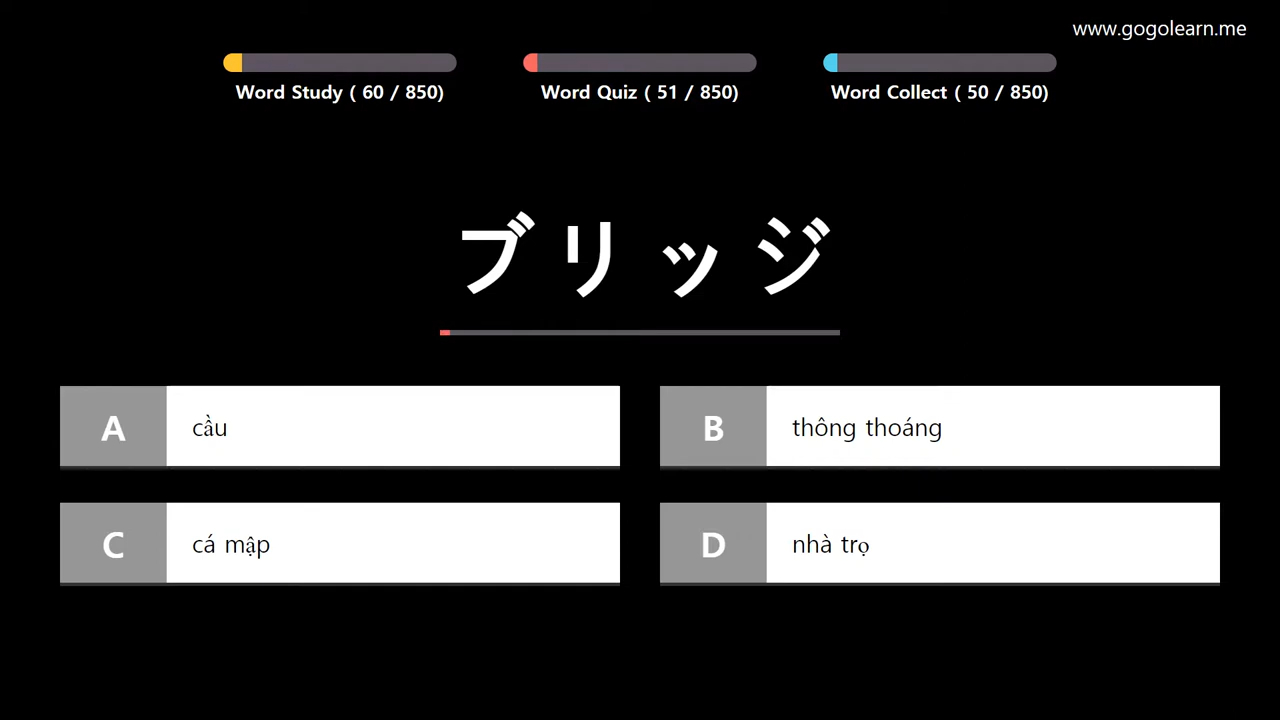 www.gogolearn.me
Word Study ( 60 / 850)
Word Quiz ( 51 / 850)
Word Collect ( 50 / 850)
ブリッジ
A cầu
B thông thoáng
C cá mập
D nhà trọ